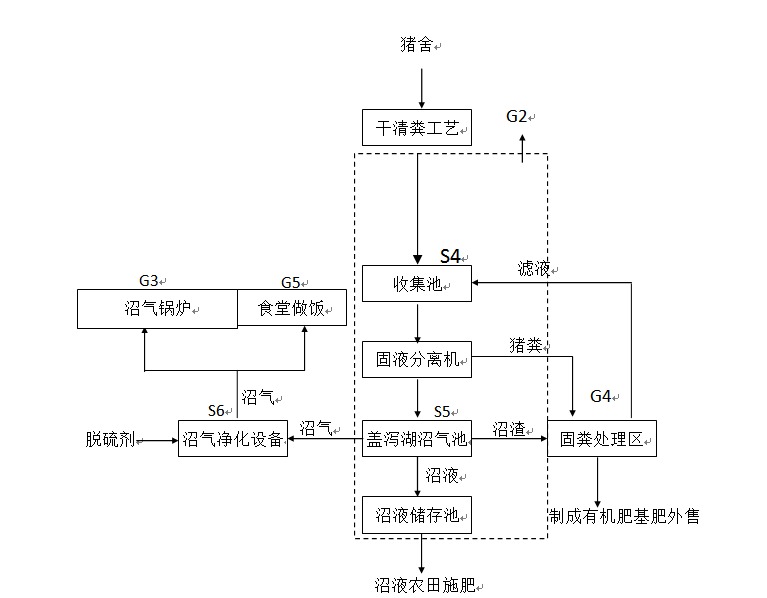 猪舍
干清粪工艺
G2
S4
收集池
滤液
G3
G5
沼气锅炉
食堂做饭
固液分离机
猪粪
沼气
G4
S6
S5
脱硫剂
沼气净化设备
沼气
盖泻湖沼气池
沼渣
固粪处理区
沼液
沼液储存池
制成有机肥基肥外售
沼液农田施肥